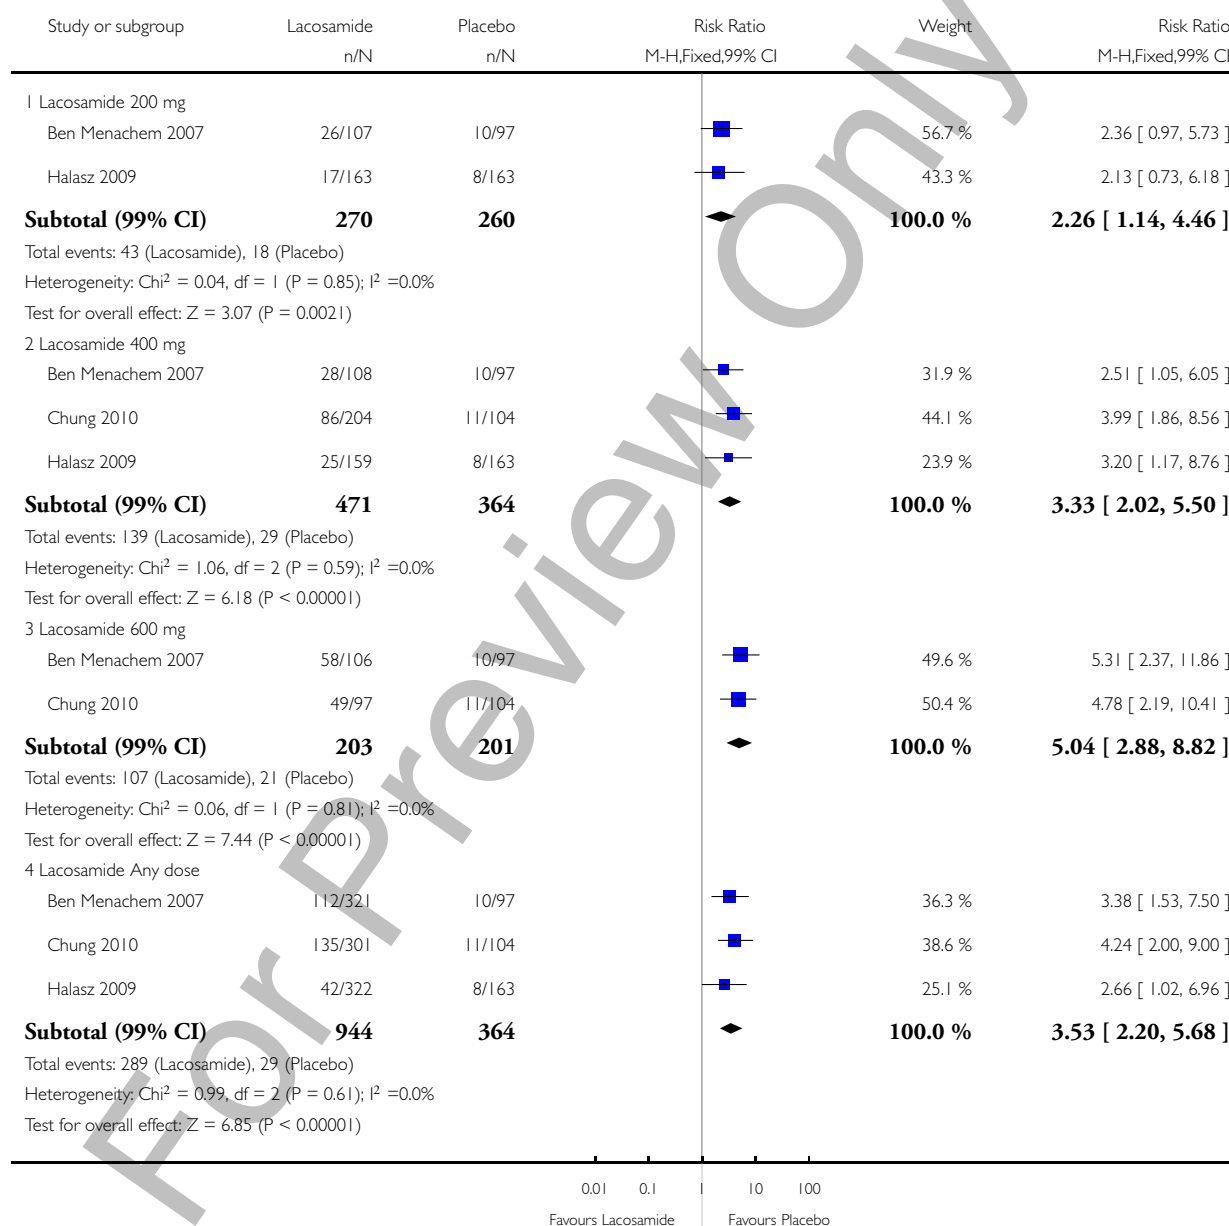 Study or subgroup Lacosamide Placebo Risk Ratio Weight Risk Ratio
n/N n/N M-H,Fixed,99% CI M-H,Fixed,99% CI
1 Lacosamide 200 mg
Ben Menachem 2007 26/107 10/97 56.7 % 2.36 [ 0.97, 5.73 ]
Halasz 2009 17/163 8/163 43.3 % 2.13 [ 0.73, 6.18 ]
Subtotal (99% CI) 270 260 100.0 % 2.26 [ 1.14, 4.46 ]
Total events: 43 (Lacosamide), 18 (Placebo)
Heterogeneity: Chi² = 0.04, df = 1 (P = 0.85); I² =0.0%
Test for overall effect: Z = 3.07 (P = 0.0021)
2 Lacosamide 400 mg
Ben Menachem 2007 28/108 10/97 31.9 % 2.51 [ 1.05, 6.05 ]
Chung 2010 86/204 11/104 44.1 % 3.99 [ 1.86, 8.56 ]
Halasz 2009 25/159 8/163 23.9 % 3.20 [ 1.17, 8.76 ]
Subtotal (99% CI) 471 364 100.0 % 3.33 [ 2.02, 5.50 ]
Total events: 139 (Lacosamide), 29 (Placebo)
Heterogeneity: Chi² = 1.06, df = 2 (P = 0.59); I² =0.0%
Test for overall effect: Z = 6.18 (P < 0.00001)
3 Lacosamide 600 mg
Ben Menachem 2007 58/106 10/97 49.6 % 5.31 [ 2.37, 11.86 ]
Chung 2010 49/97 11/104 50.4 % 4.78 [ 2.19, 10.41 ]
Subtotal (99% CI) 203 201 100.0 % 5.04 [ 2.88, 8.82 ]
Total events: 107 (Lacosamide), 21 (Placebo)
Heterogeneity: Chi² = 0.06, df = 1 (P = 0.81); I² =0.0%
Test for overall effect: Z = 7.44 (P < 0.00001)
4 Lacosamide Any dose
Ben Menachem 2007 112/321 10/97 36.3 % 3.38 [ 1.53, 7.50 ]
Chung 2010 135/301 11/104 38.6 % 4.24 [ 2.00, 9.00 ]
Halasz 2009 42/322 8/163 25.1 % 2.66 [ 1.02, 6.96 ]
Subtotal (99% CI) 944 364 100.0 % 3.53 [ 2.20, 5.68 ]
Total events: 289 (Lacosamide), 29 (Placebo)
Heterogeneity: Chi² = 0.99, df = 2 (P = 0.61); I² =0.0%
Test for overall effect: Z = 6.85 (P < 0.00001)
0.01 0.1 1 10 100
Favours Lacosamide Favours Placebo
For Preview Only